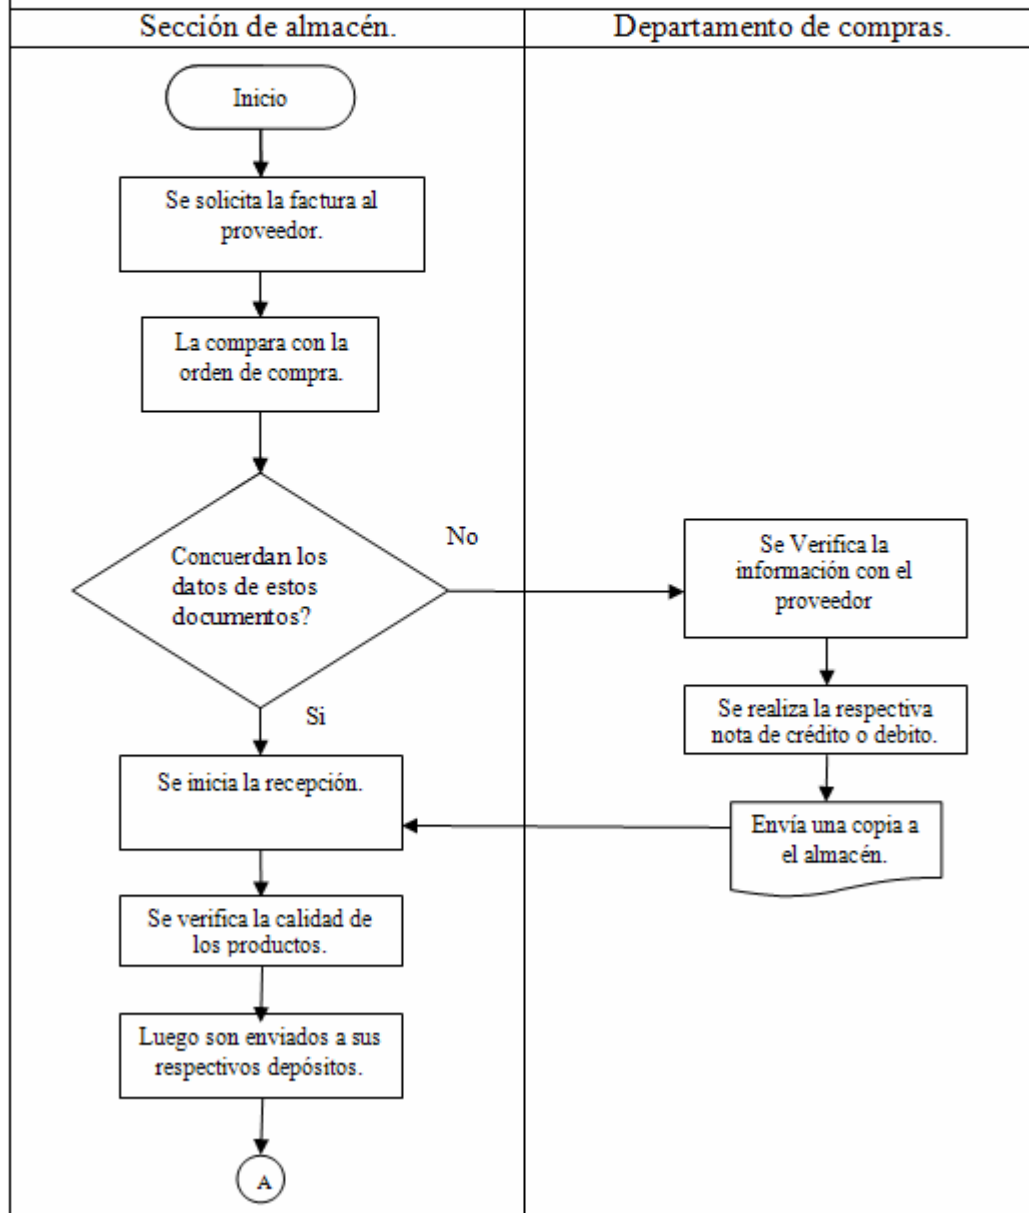 Sección de almacén.
Departamento de compras.
Inicio
Se solicita la factura al
proveedor.
La compara con la
orden de compra.
Concuerdan los
datos de estos
documentos?
No
Se Verifica la
información con el
proveedor
Se realiza la respectiva
nota de crédito o debito.
Envía una copia a
el almacén.
Si
Se inicia la recepción.
Se verifica la calidad de
los productos.
Luego son enviados a sus
respectivos depósitos.
A